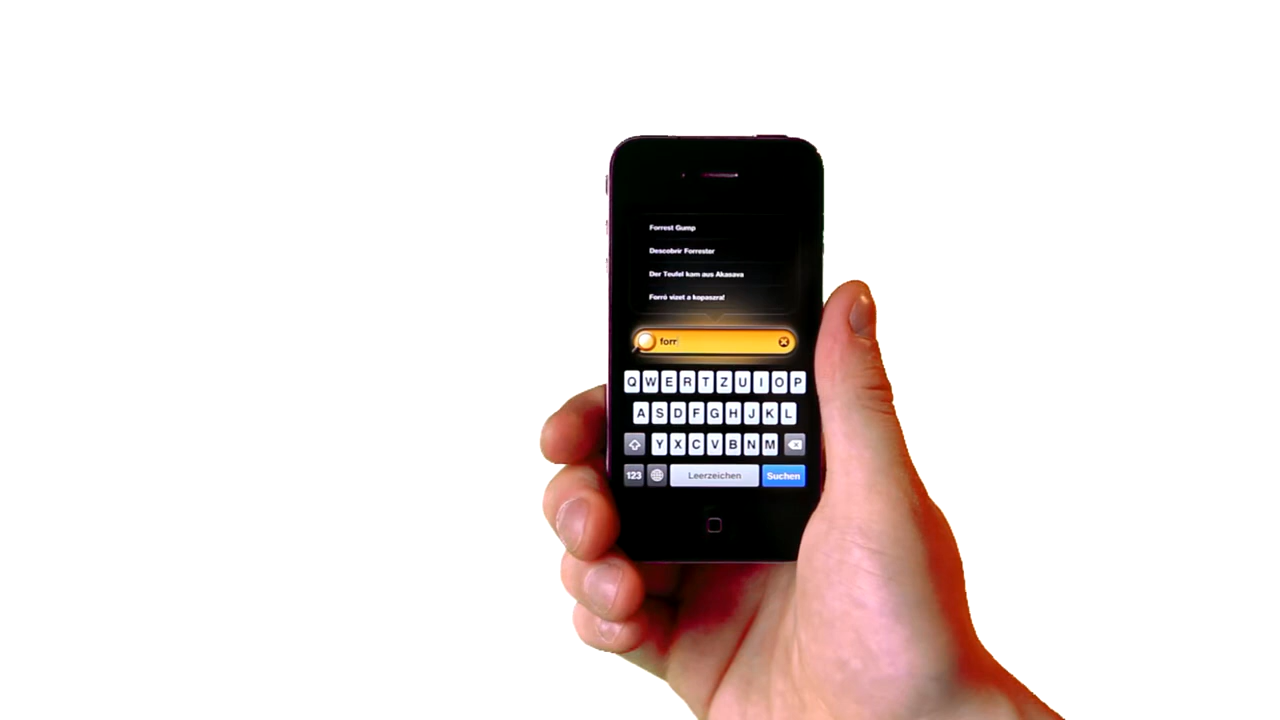 Forrest Gump
Descobrir Forrester
Der Teufel kam aus Akasava
Forró vizet a kopaszra!
forr
Q W E R T Z U I O P
A S D F G H J K L
Y X C V B N M
123 Leerzeichen Suchen